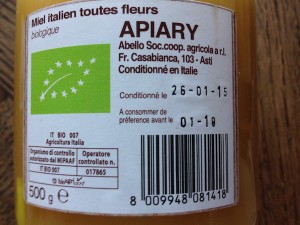 Miel italien toutes fleurs
biologique
APIARY
Abello Soc.coop. agricola a r.l.
Fr. Casabianca, 103 - Asti
Conditionné en Italie
Conditionné le 26-01-15
A consommer de
préférence avant le 01-18
IT BIO 007
Agricoltura Italia
Organismo di controllo
autorizzato dal MIPAAF
IT BIO 007
Operatore
controllato n.
017865
500 g e
8 009948 081418